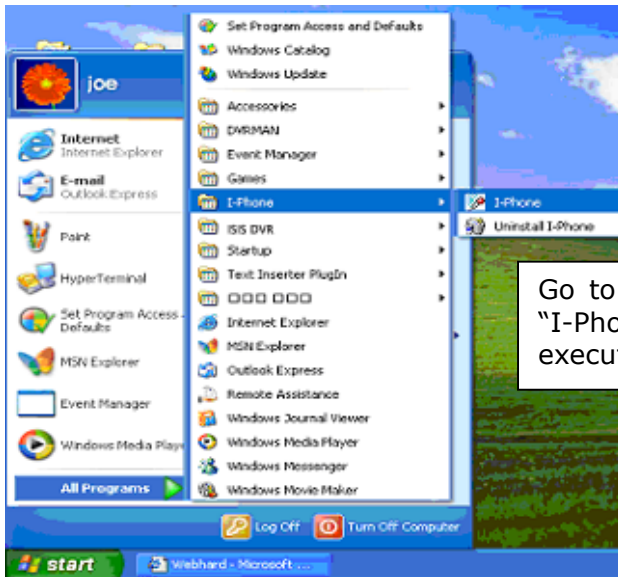 Set Program Access and Defaults
Windows Catalog
Windows Update
joe
Internet
Internet Explorer
E-mail
Outlook Express
Paint
HyperTerminal
Set Program Access
Defaults
MSN Explorer
Event Manager
Windows Media Playe
All Programs
Accessories
DVRMAN
Event Manager
Games
I-Phone
ISIS DVR
Startup
Text Inserter PlugIn
□□□ □□□
Internet Explorer
MSN Explorer
Outlook Express
Remote Assistance
Windows Journal Viewer
Windows Media Player
Windows Messenger
Windows Movie Maker
I-Phone
Uninstall I-Phone
Go to
“I-Pho
execut
Log Off
Turn Off Computer
start
Webhard - Microsoft ...